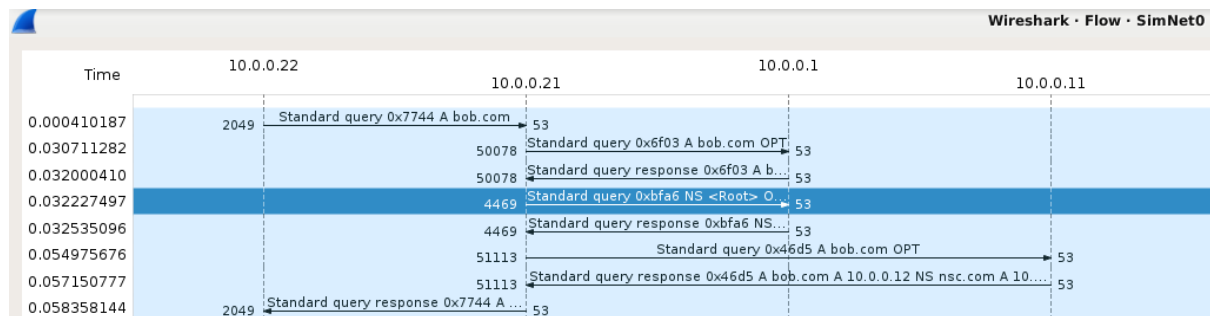 Wireshark · Flow · SimNet0
Time 10.0.0.22 10.0.0.21 10.0.0.1 10.0.0.11
0.000410187 2049 Standard query 0x7744 A bob.com 53
0.030711282 50078 Standard query 0x6f03 A bob.com OPT 53
0.032000410 50078 Standard query response 0x6f03 A b... 53
0.032227497 4469 Standard query 0xbfa6 NS <Root> O... 53
0.032535096 4469 Standard query response 0xbfa6 NS... 53
0.054975676 51113 Standard query 0x46d5 A bob.com OPT 53
0.057150777 51113 Standard query response 0x46d5 A bob.com A 10.0.0.12 NS nsc.com A 10.... 53
0.058358144 2049 Standard query response 0x7744 A ... 53